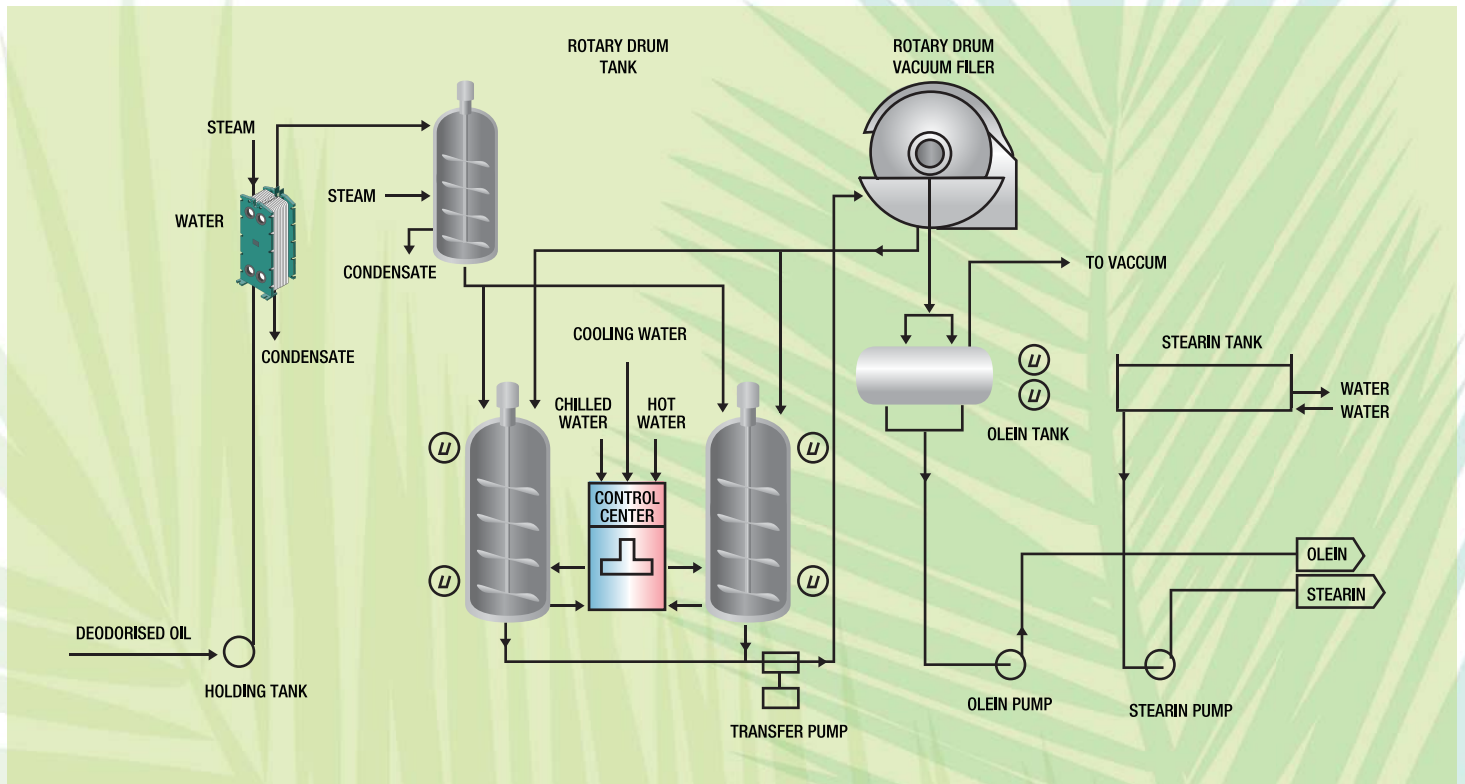 ROTARY DRUM
TANK
ROTARY DRUM
VACUUM FILER
STEAM
STEAM
WATER
CONDENSATE
TO VACCUM
CONDENSATE
COOLING WATER
STEARIN TANK
CHILLED
WATER
HOT
WATER
U
U
WATER
WATER
OLEIN TANK
U
U
CONTROL
CENTER
U
U
OLEIN
STEARIN
DEODORISED OIL
HOLDING TANK
OLEIN PUMP
STEARIN PUMP
TRANSFER PUMP